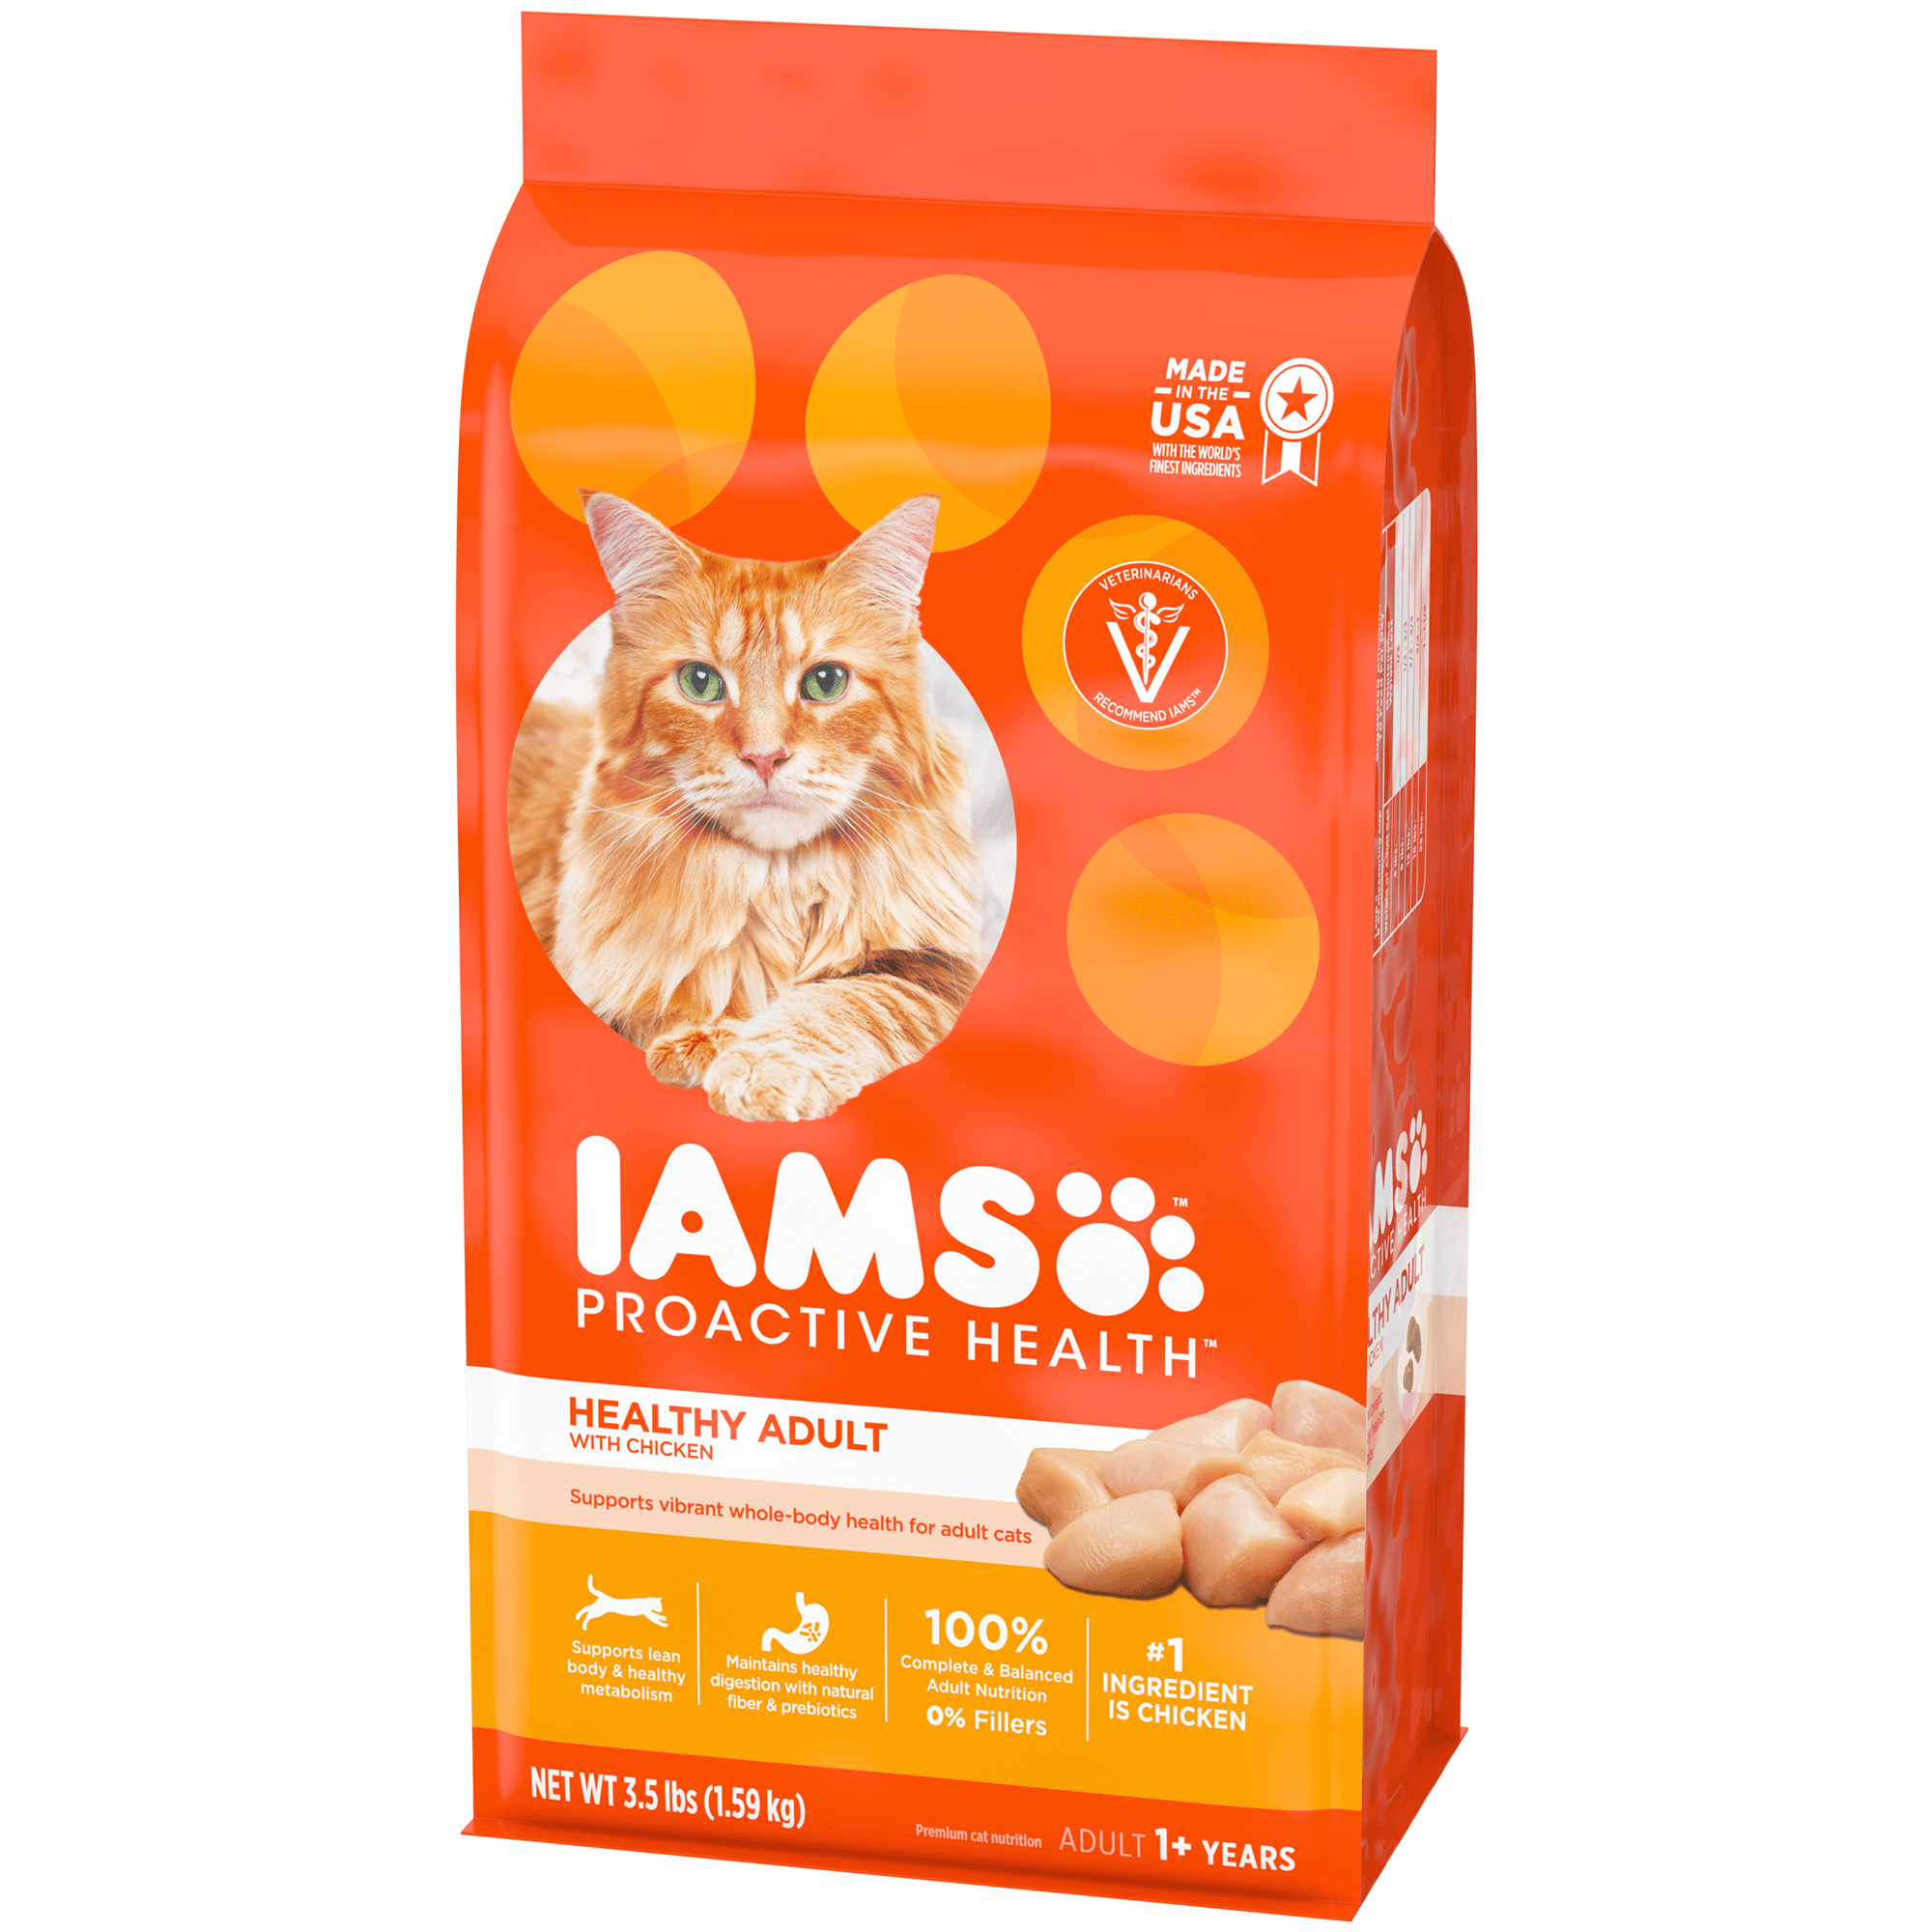 MADE
IN THE
USA
WITH THE WORLD'S
FINEST INGREDIENTS
VETERINARIANS
V
RECOMMEND IAMS™
IAMS™
PROACTIVE HEALTH™
HEALTHY ADULT
WITH CHICKEN
Supports vibrant whole-body health for adult cats
Supports lean
body & healthy
metabolism
Maintains healthy
digestion with natural
fiber & prebiotics
100%
Complete & Balanced
Adult Nutrition
0% Fillers
#1
INGREDIENT
IS CHICKEN
NET WT 3.5 lbs (1.59 kg)
Premium cat nutrition
ADULT 1+ YEARS